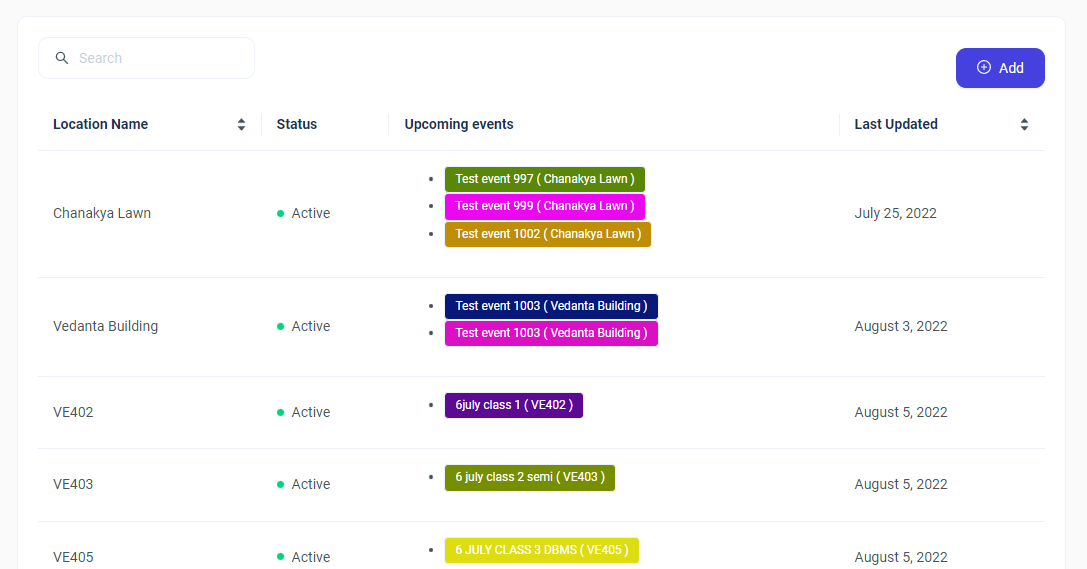 Search
Add
Location Name
Status
Upcoming events
Last Updated
Chanakya Lawn
Active
Test event 997 ( Chanakya Lawn )
Test event 999 ( Chanakya Lawn )
Test event 1002 ( Chanakya Lawn )
July 25, 2022
Vedanta Building
Active
Test event 1003 ( Vedanta Building )
Test event 1003 ( Vedanta Building )
August 3, 2022
VE402
Active
6july class 1 ( VE402 )
August 5, 2022
VE403
Active
6 july class 2 semi ( VE403 )
August 5, 2022
VE405
Active
6 JULY CLASS 3 DBMS ( VE405 )
August 5, 2022